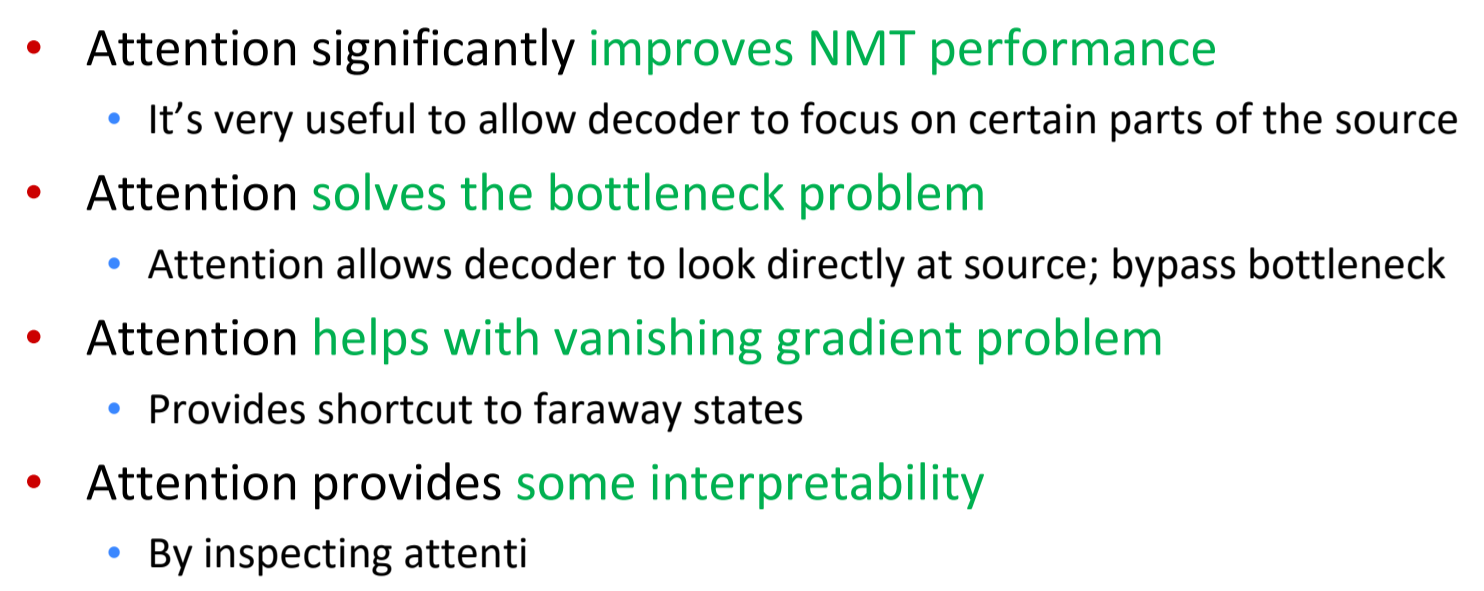 • Attention significantly improves NMT performance
• It’s very useful to allow decoder to focus on certain parts of the source
• Attention solves the bottleneck problem
• Attention allows decoder to look directly at source; bypass bottleneck
• Attention helps with vanishing gradient problem
• Provides shortcut to faraway states
• Attention provides some interpretability
• By inspecting attenti